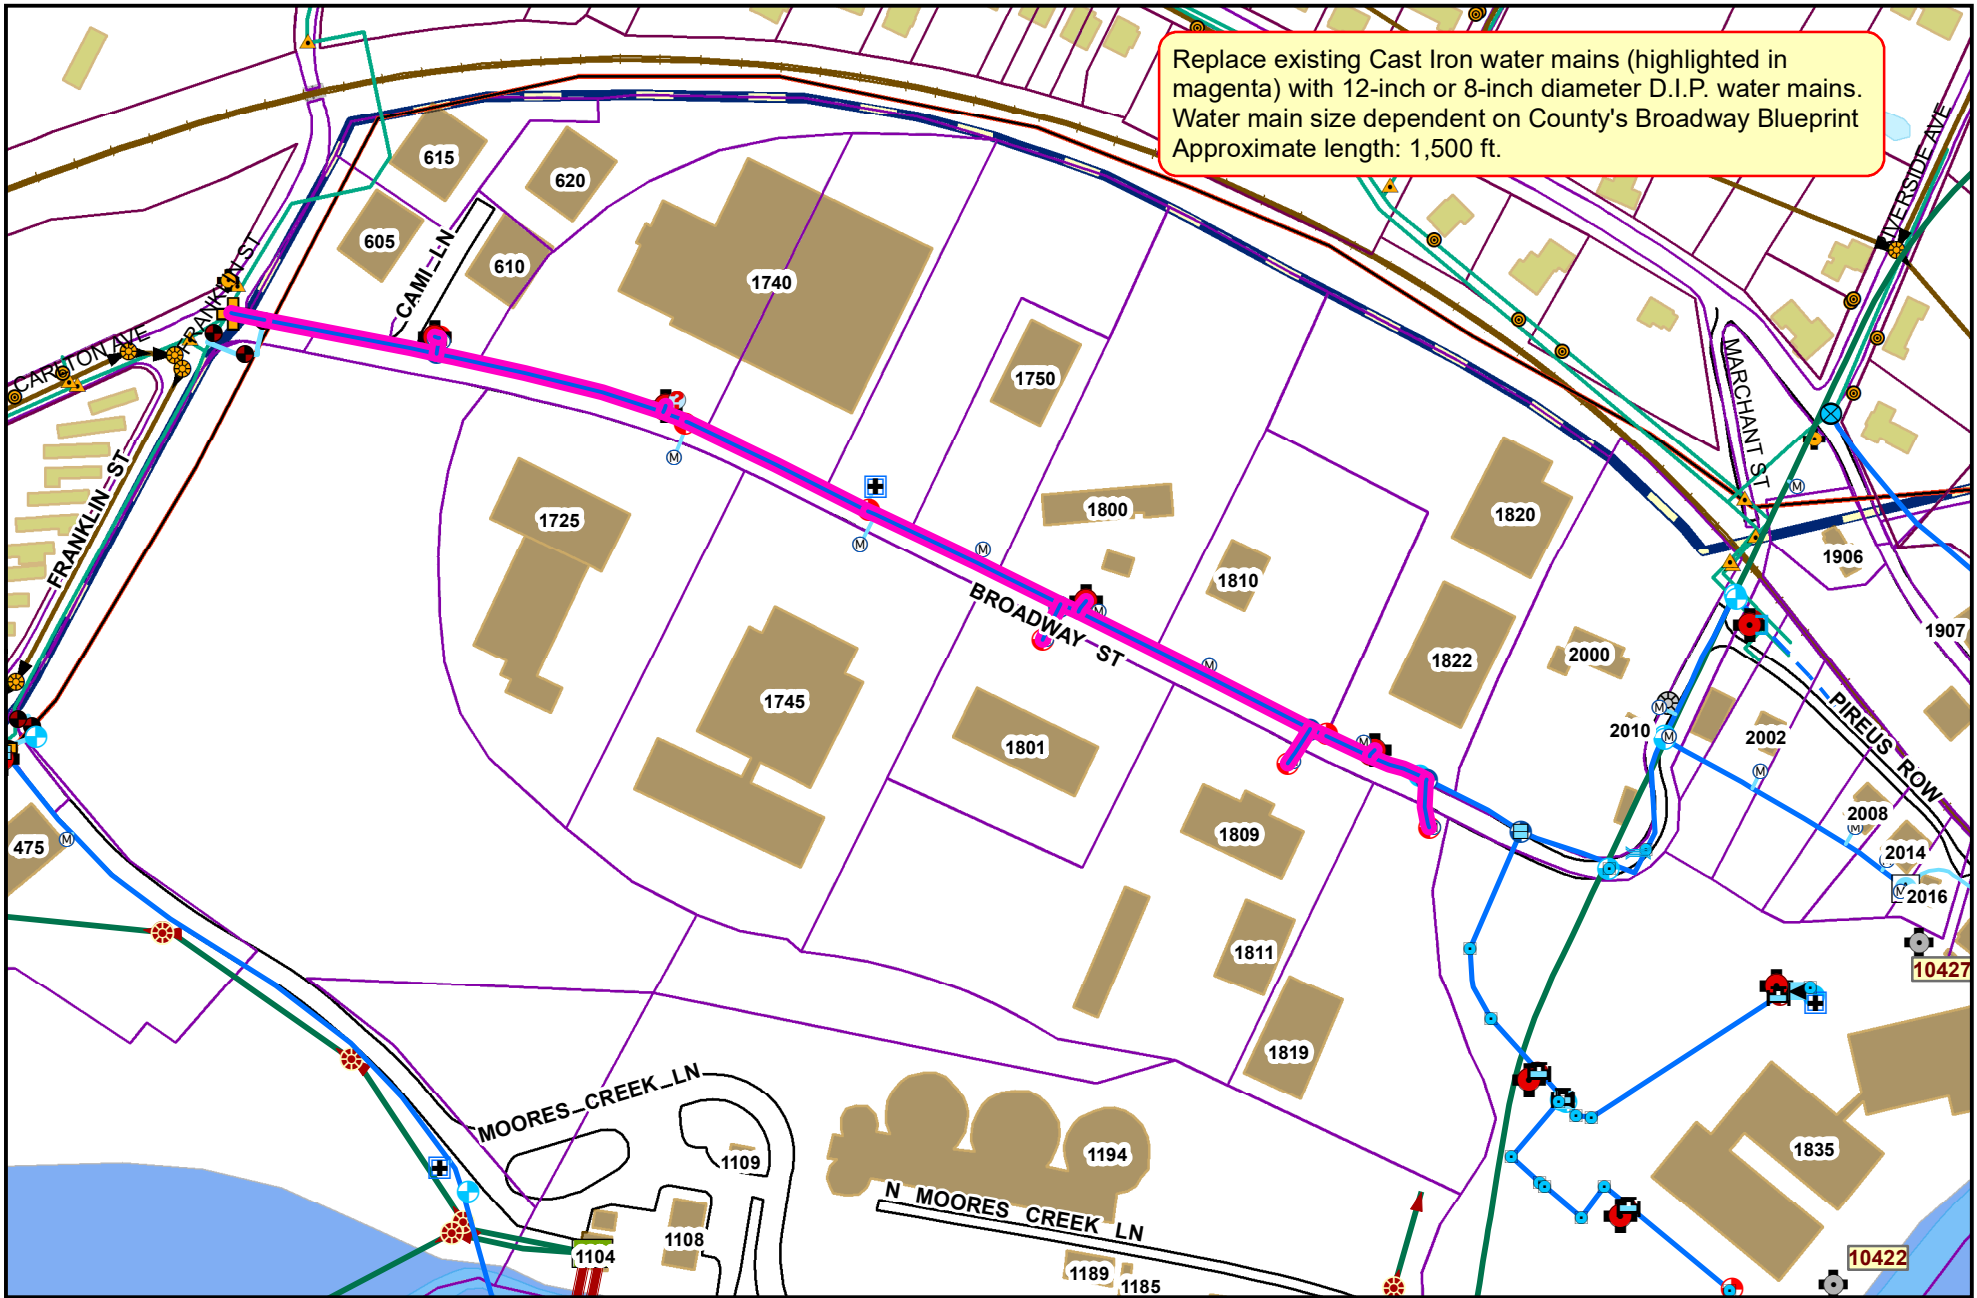 Replace existing Cast Iron water mains (highlighted in
magenta) with 12-inch or 8-inch diameter D.I.P. water mains.
Water main size dependent on County's Broadway Blueprint
Approximate length: 1,500 ft.
615
620
605
610
CAMI LN
1740
1750
FRANKLIN ST
CARLTON AVE
FRANKLIN ST
RIVERSIDE AVE
MARCHANT ST
1725
1745
1800
1810
1820
1822
1801
BROADWAY ST
2000
1906
1907
2010
2002
PIREUS ROW
2008
2014
2016
1809
1811
1819
475
10427
MOORES CREEK LN
1109
1194
N MOORES CREEK LN
1104
1108
1189
1185
1835
10422
M
M
M
M
M
M
M
M
M
M
M
M
?